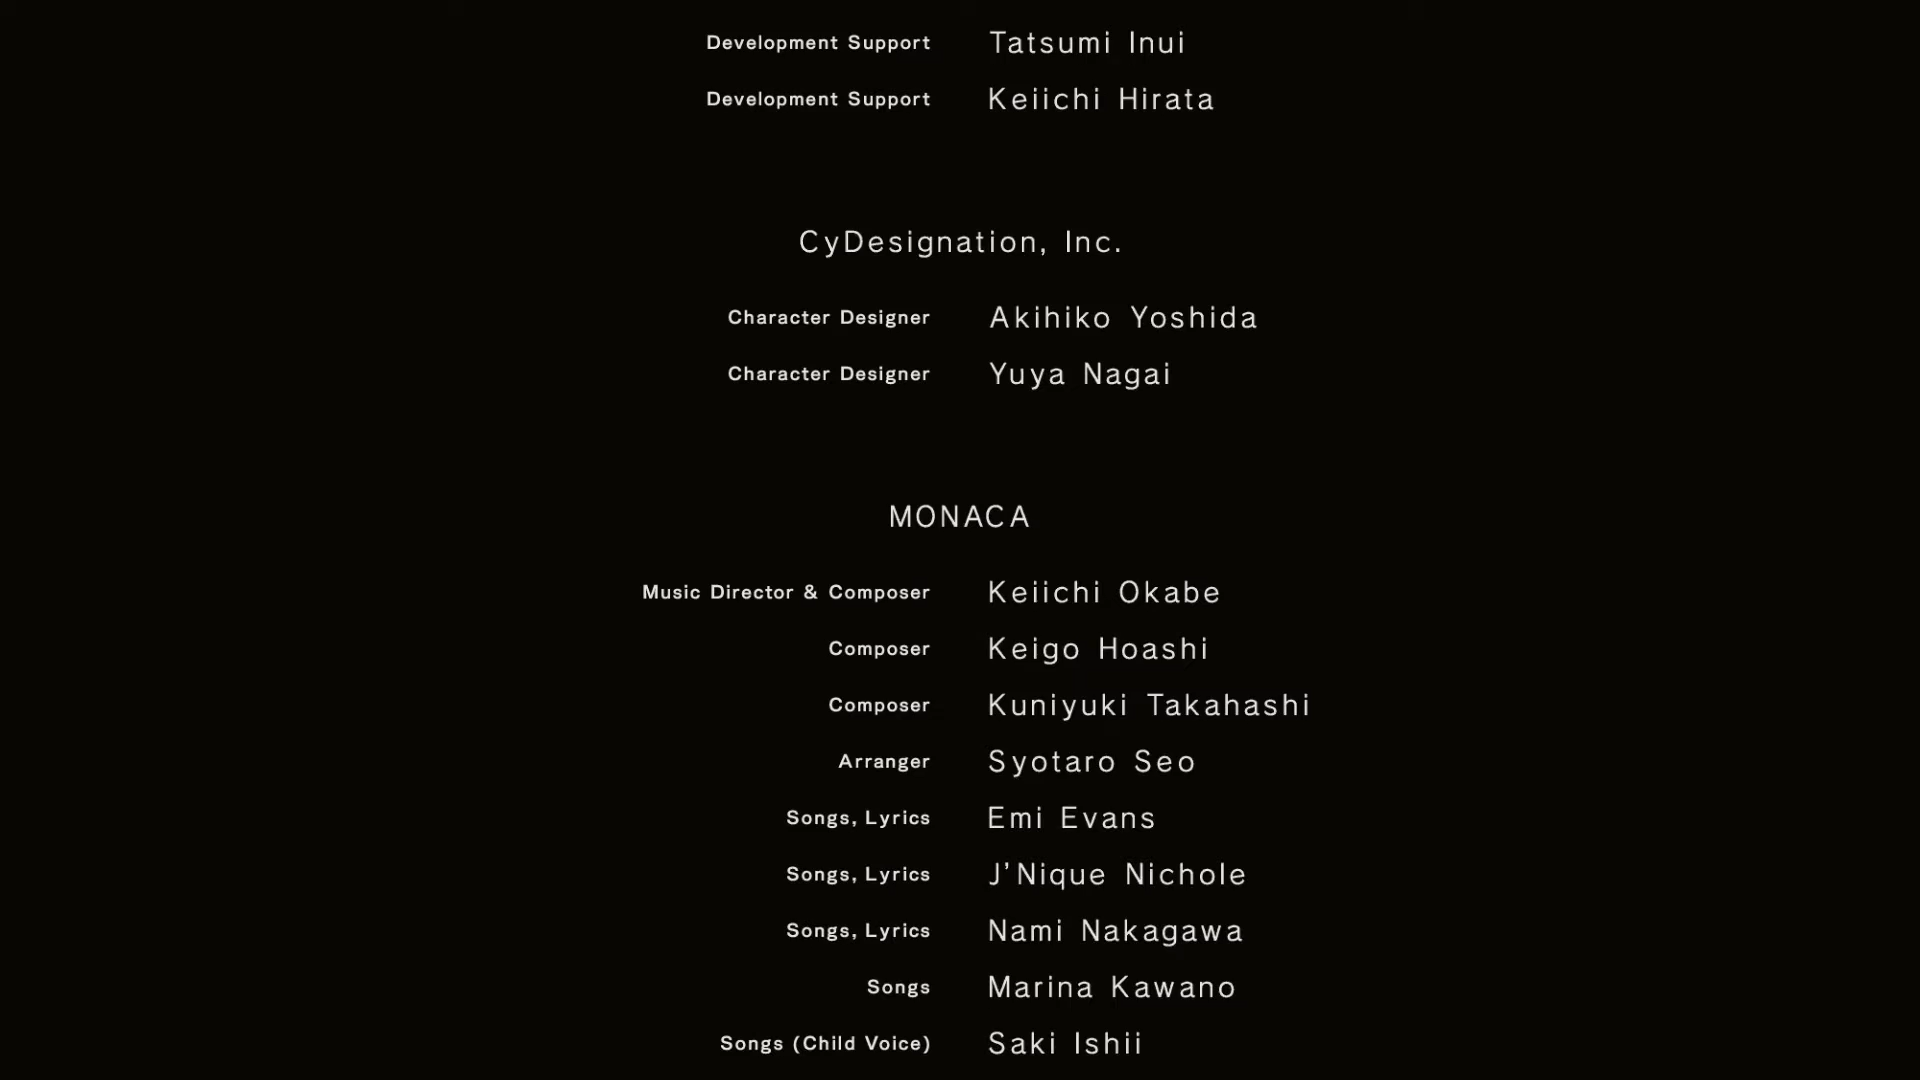 Development Support Tatsumi Inui
Development Support Keiichi Hirata
CyDesignation, Inc.
Character Designer Akihiko Yoshida
Character Designer Yuya Nagai
MONACA
Music Director & Composer Keiichi Okabe
Composer Keigo Hoashi
Composer Kuniyuki Takahashi
Arranger Syotaro Seo
Songs, Lyrics Emi Evans
Songs, Lyrics J’Nique Nichole
Songs, Lyrics Nami Nakagawa
Songs Marina Kawano
Songs (Child Voice) Saki Ishii